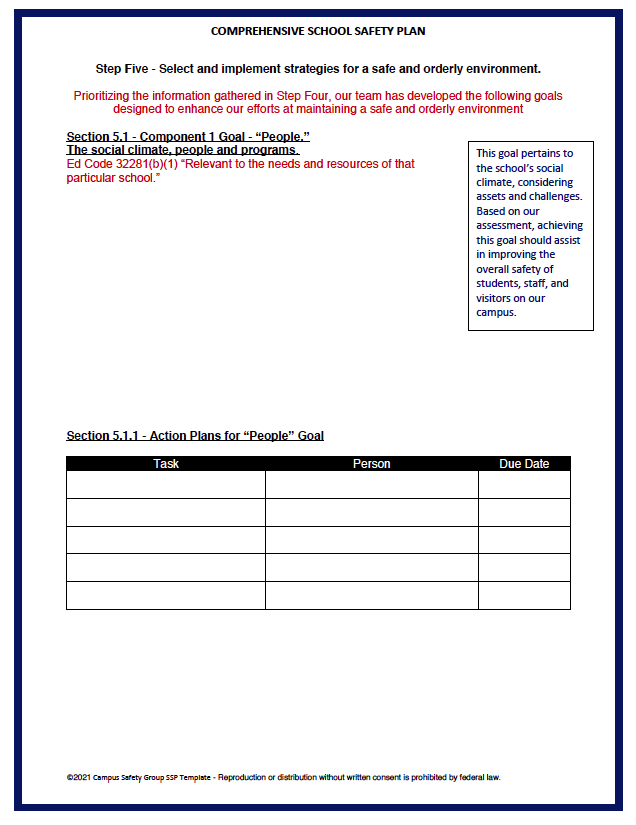 COMPREHENSIVE SCHOOL SAFETY PLAN
Step Five - Select and implement strategies for a safe and orderly environment.
Prioritizing the information gathered in Step Four, our team has developed the following goals
designed to enhance our efforts at maintaining a safe and orderly environment
Section 5.1 - Component 1 Goal - “People.”
The social climate, people and programs.
Ed Code 32281(b)(1) “Relevant to the needs and resources of that
particular school.”
This goal pertains to
the school’s social
climate, considering
assets and challenges.
Based on our
assessment, achieving
this goal should assist
in improving the
overall safety of
students, staff, and
visitors on our
campus.
Section 5.1.1 - Action Plans for “People” Goal
Task Person Due Date
©2021 Campus Safety Group SSP Template - Reproduction or distribution without written consent is prohibited by federal law.